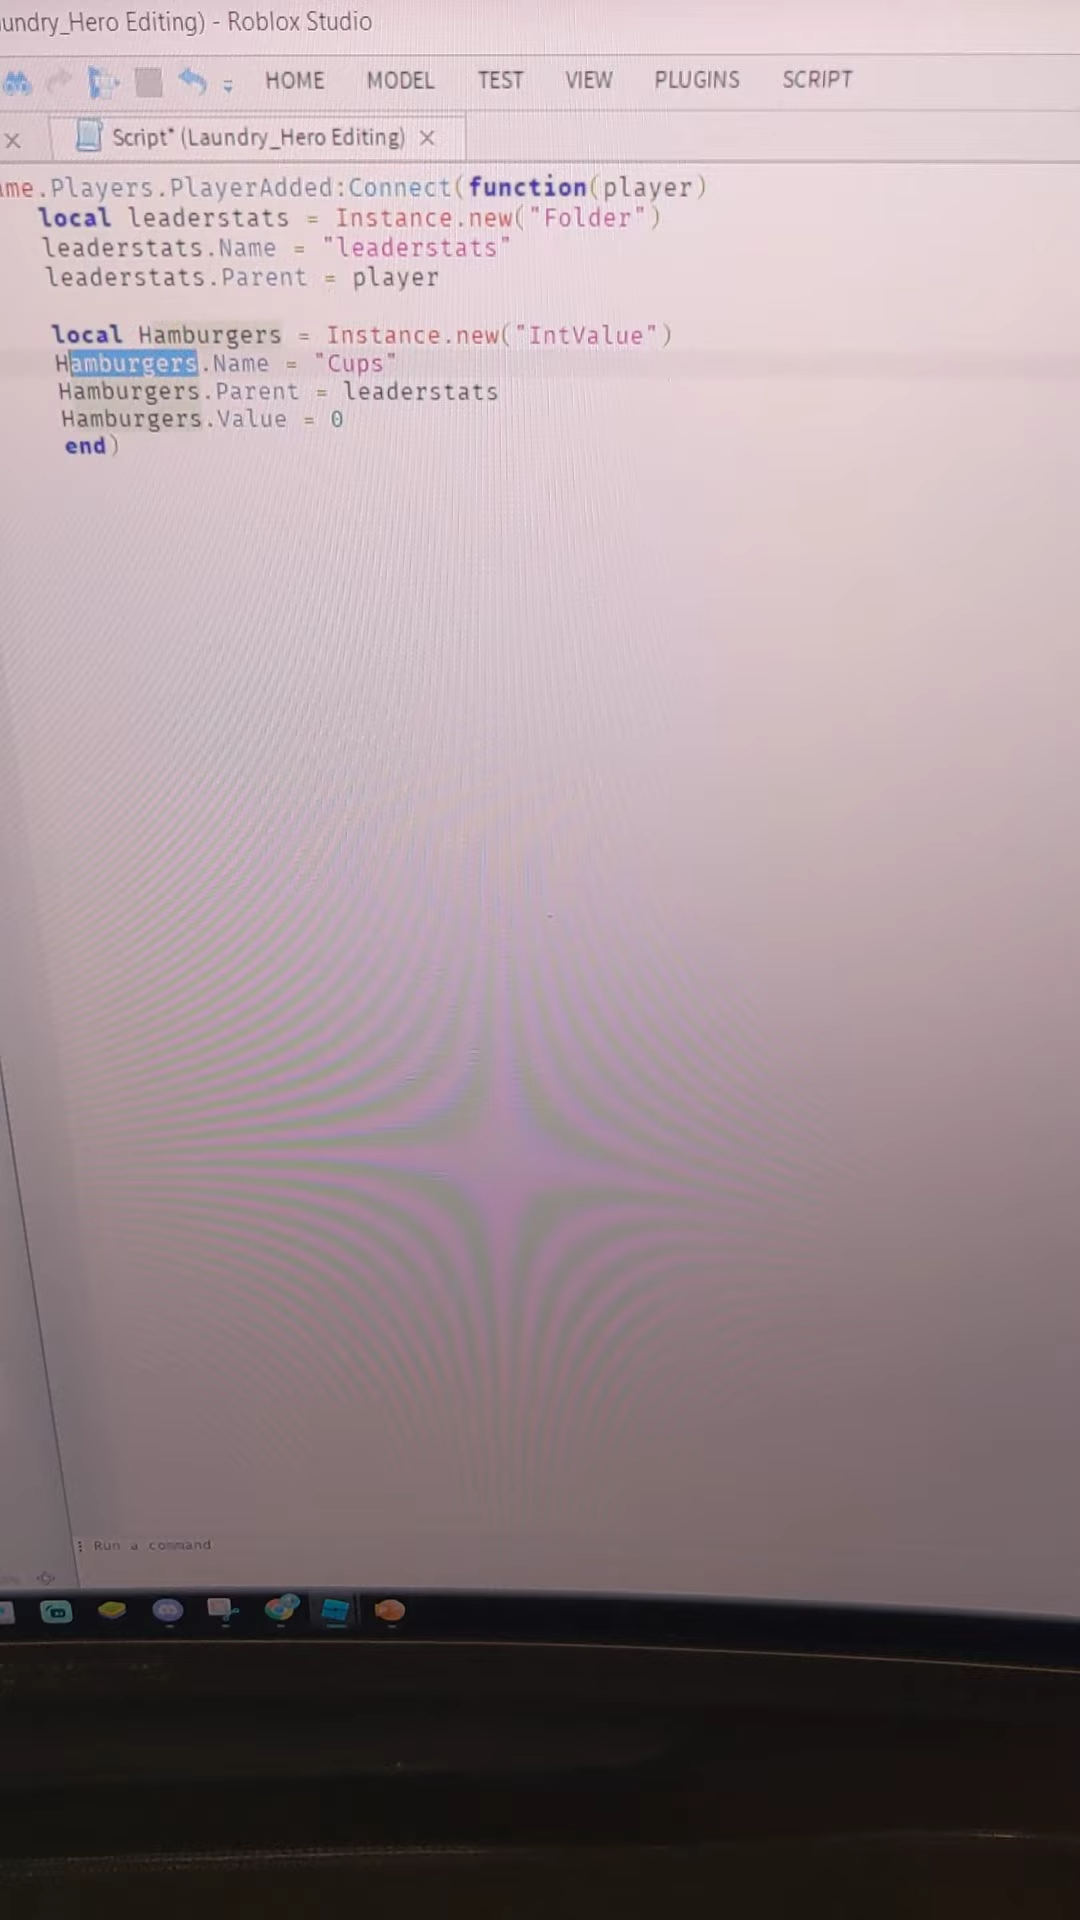 undry_Hero Editing) - Roblox Studio
HOME MODEL TEST VIEW PLUGINS SCRIPT
Script* (Laundry_Hero Editing)
me.Players.PlayerAdded:Connect(function(player)
local leaderstats = Instance.new("Folder")
leaderstats.Name = "leaderstats"
leaderstats.Parent = player
local Hamburgers = Instance.new("IntValue")
Hamburgers.Name = "Cups"
Hamburgers.Parent = leaderstats
Hamburgers.Value = 0
end)
Run a command